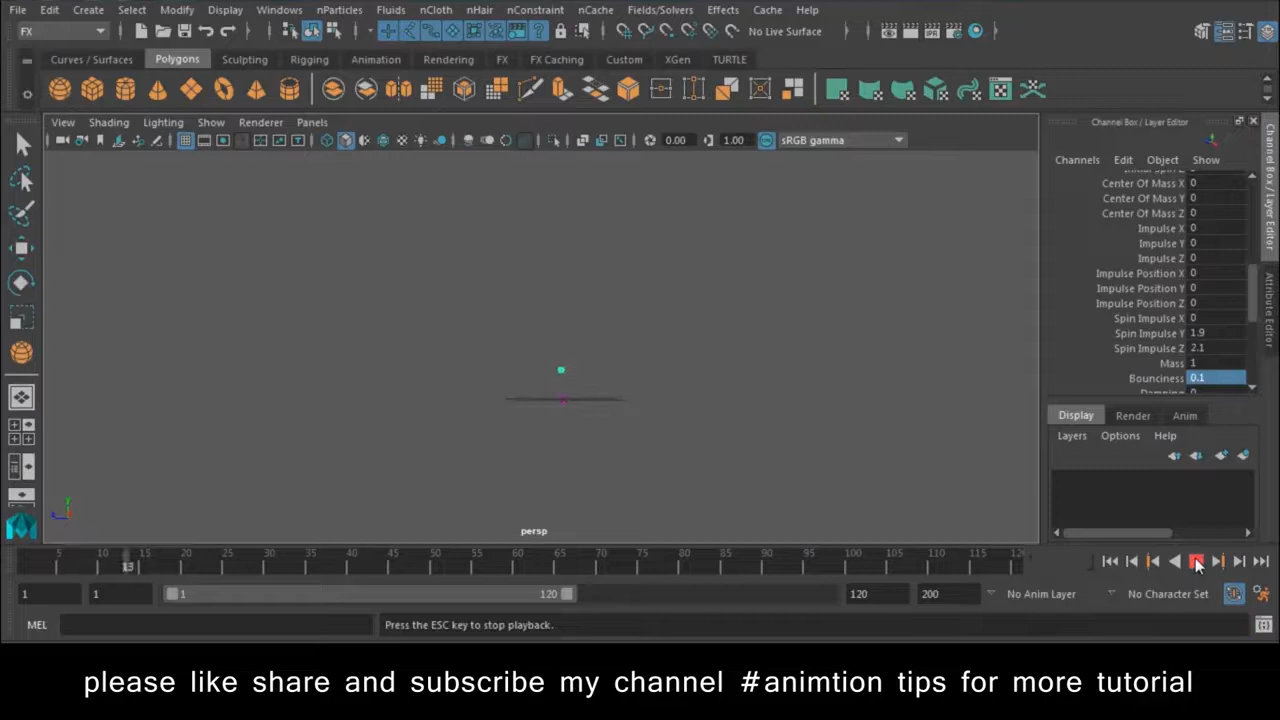 File Edit Create Select Modify Display Windows nParticles Fluids nCloth nHair nConstraint nCache Fields/Solvers Effects Cache Help
FX No Live Surface
Curves / Surfaces Polygons Sculpting Rigging Animation Rendering FX FX Caching Custom XGen TURTLE
View Shading Lighting Show Renderer Panels
0.00 1.00 sRGB gamma
persp
Channel Box / Layer Editor
Channels Edit Object Show
Center Of Mass X 0
Center Of Mass Y 0
Center Of Mass Z 0
Impulse X 0
Impulse Y 0
Impulse Z 0
Impulse Position X 0
Impulse Position Y 0
Impulse Position Z 0
Spin Impulse X 0
Spin Impulse Y 1.9
Spin Impulse Z 2.1
Mass 1
Bounciness 0.1
Display Render Anim
Layers Options Help
Channel Box / Layer Editor
Attribute Editor
5 10 15 20 25 30 35 40 45 50 55 60 65 70 75 80 85 90 95 100 105 110 115
13
1 1 1 120 120 200 No Anim Layer No Character Set
MEL Press the ESC key to stop playback.
please like share and subscribe my channel #animtion tips for more tutorial